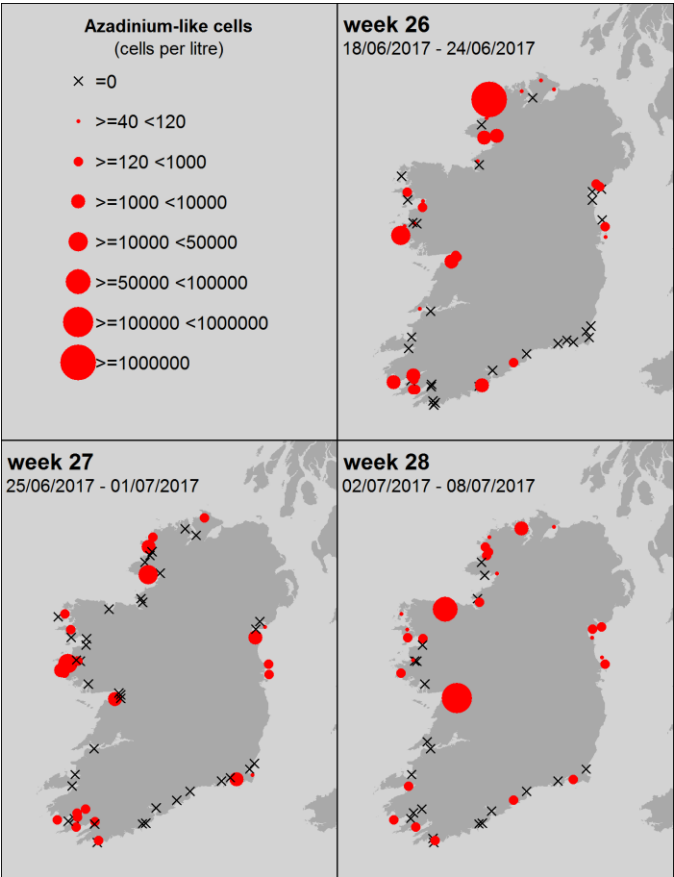 Azadinium-like cells
(cells per litre)
=0
>=40 <120
>=120 <1000
>=1000 <10000
>=10000 <50000
>=50000 <100000
>=100000 <1000000
>=1000000
week 26
18/06/2017 - 24/06/2017
week 27
25/06/2017 - 01/07/2017
week 28
02/07/2017 - 08/07/2017